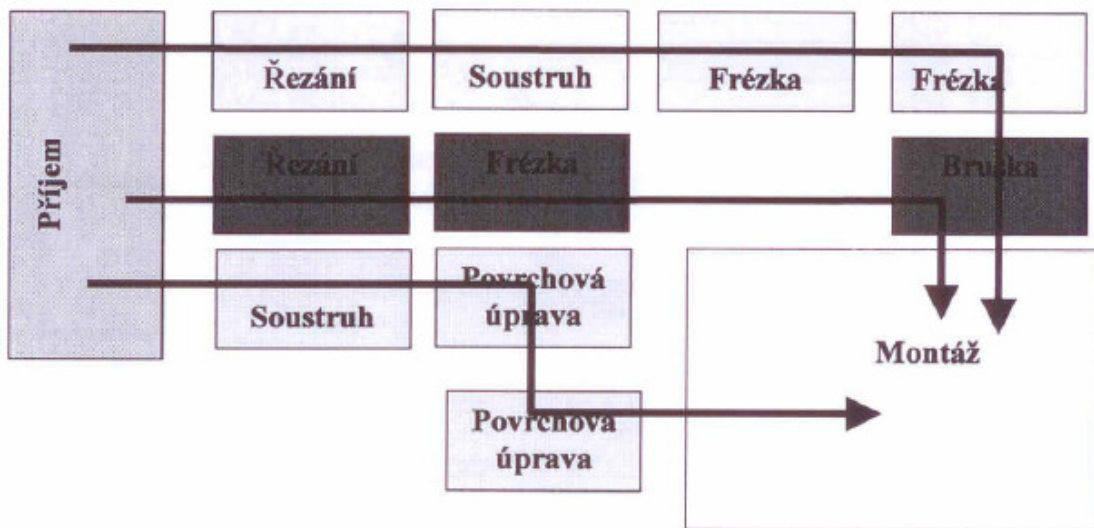 Příjem
Řezání
Soustruh
Frézka
Frézka
Řezání
Frézka
Bruska
Soustruh
Povrchová
úprava
Montáž
Povrchová
úprava